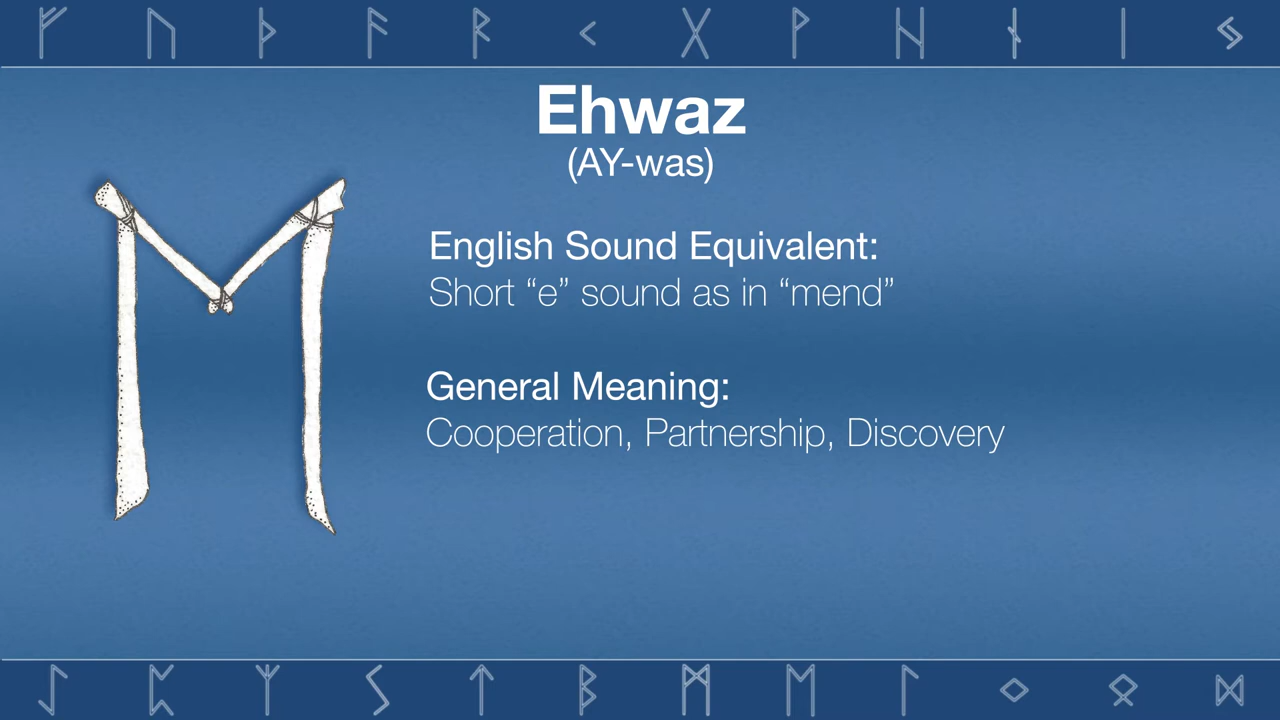 ᚠ ᚢ ᚦ ᚨ ᚱ ᚲ ᚷ ᚹ ᚺ ᚾ ᛁ ᛃ
Ehwaz
(AY-was)
ᛖ
English Sound Equivalent:
Short “e” sound as in “mend”
General Meaning:
Cooperation, Partnership, Discovery
ᛇ ᛈ ᛉ ᛊ ᛏ ᛒ ᛗ ᛖ ᛚ ᛜ ᛟ ᛞ